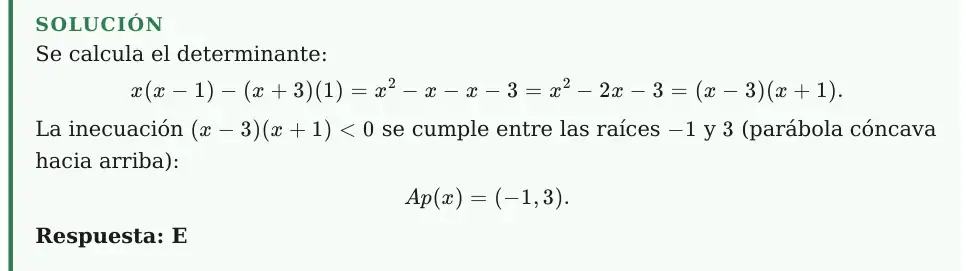 SOLUCIÓN
Se calcula el determinante:
x(x − 1) − (x + 3)(1) = x² − x − x − 3 = x² − 2x − 3 = (x − 3)(x + 1).
La inecuación (x − 3)(x + 1) < 0 se cumple entre las raíces −1 y 3 (parábola cóncava
hacia arriba):
Ap(x) = (−1, 3).
Respuesta: E